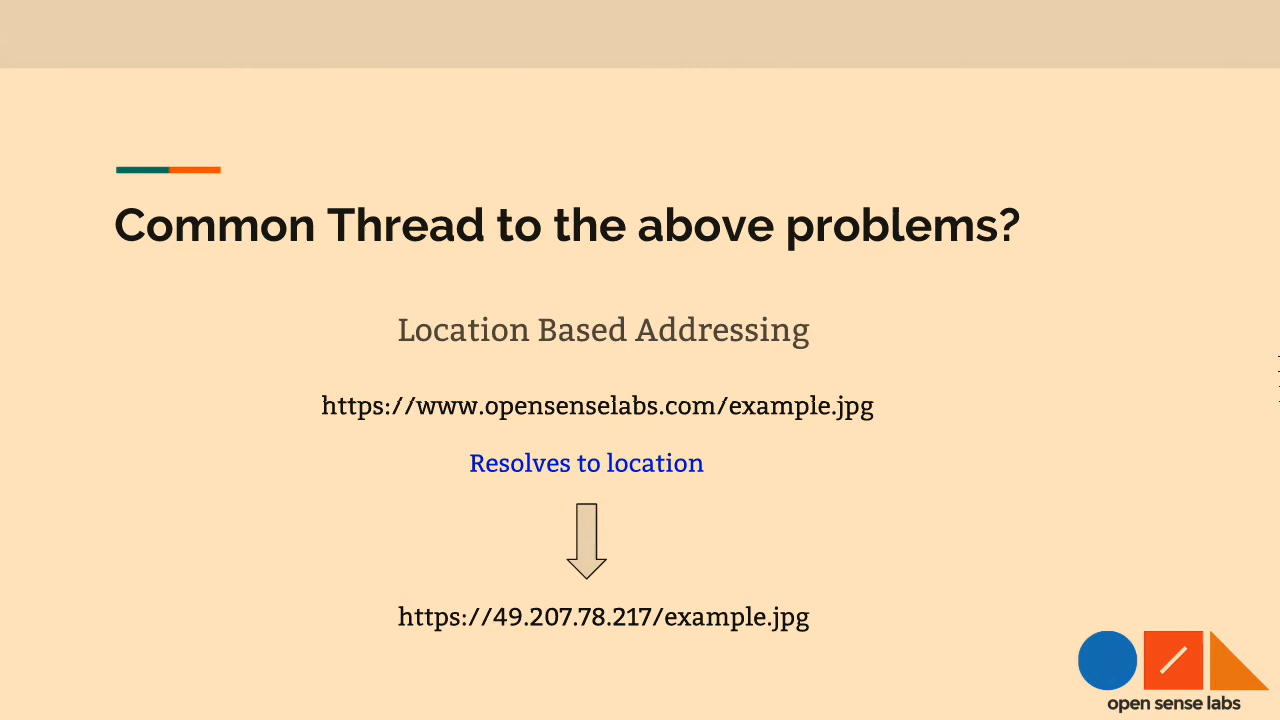 Common Thread to the above problems?
Location Based Addressing
https://www.opensenselabs.com/example.jpg
Resolves to location
https://49.207.78.217/example.jpg
open sense labs